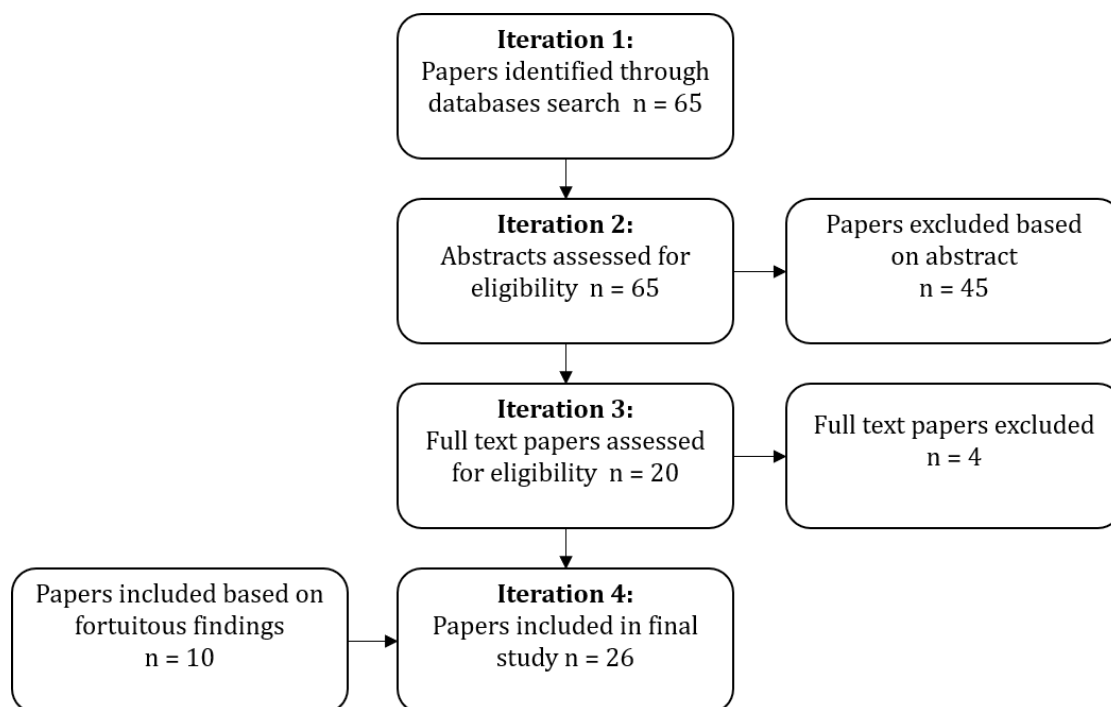 Iteration 1:
Papers identified through
databases search n = 65
Iteration 2:
Abstracts assessed for
eligibility n = 65
Papers excluded based
on abstract
n = 45
Iteration 3:
Full text papers assessed
for eligibility n = 20
Full text papers excluded
n = 4
Papers included based on
fortuitous findings
n = 10
Iteration 4:
Papers included in final
study n = 26